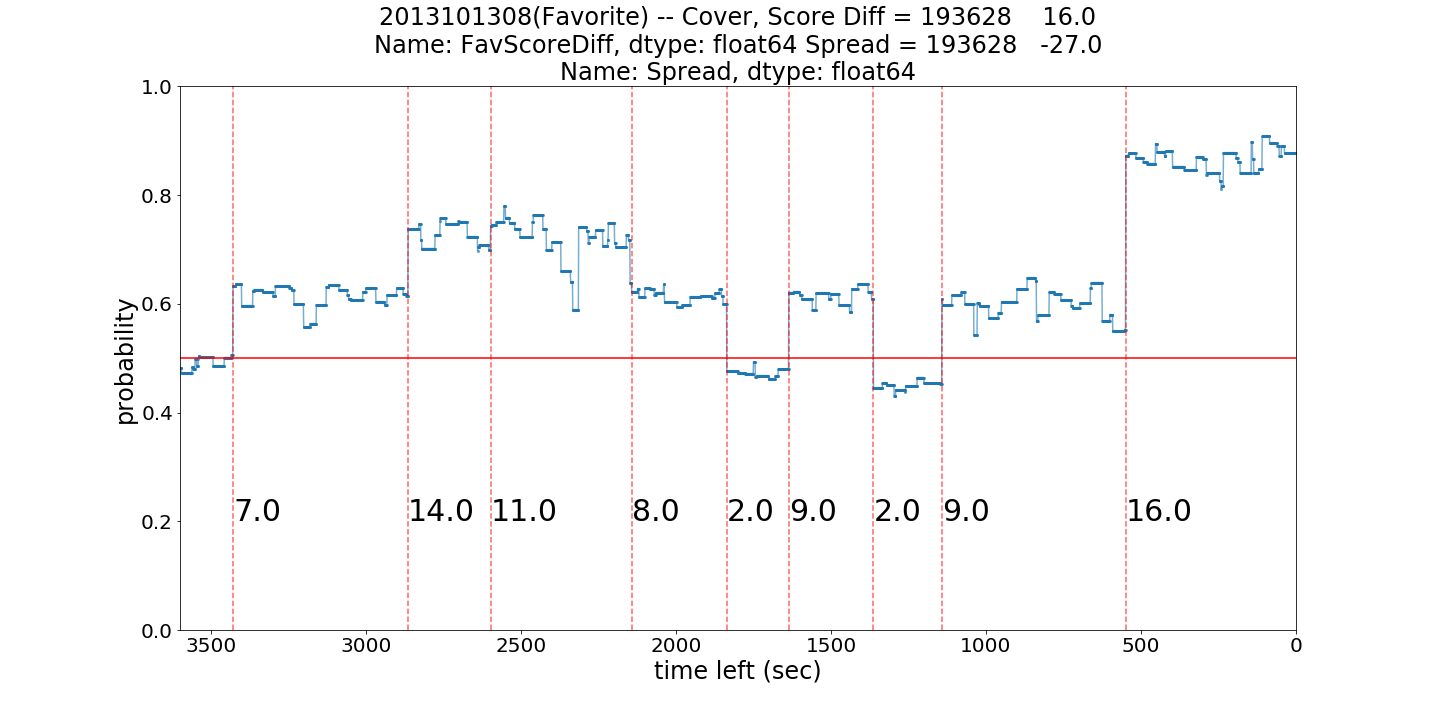 2013101308(Favorite) -- Cover, Score Diff = 193628    16.0
Name: FavScoreDiff, dtype: float64 Spread = 193628   -27.0
Name: Spread, dtype: float64
1.0
0.8
0.6
0.4
0.2
0.0
probability
7.0 14.0 11.0 8.0 2.0 9.0 2.0 9.0 16.0
3500 3000 2500 2000 1500 1000 500 0
time left (sec)